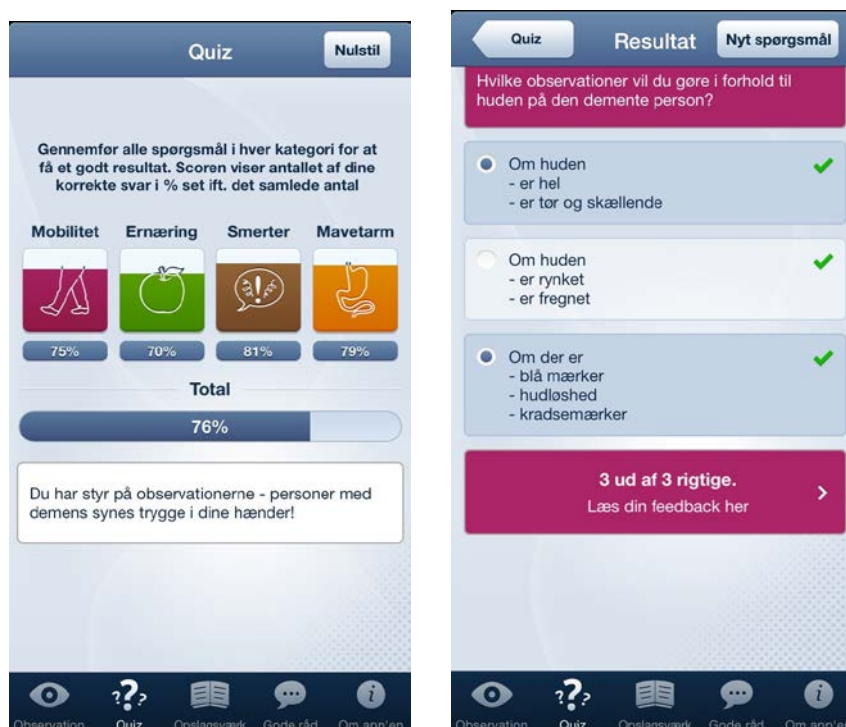 Quiz
Nulstil
Gennemfør alle spørgsmål i hver kategori for at
få et godt resultat. Scoren viser antallet af dine
korrekte svar i % set ift. det samlede antal
Mobilitet Ernæring Smerter Mavetarm
75% 70% 81% 79%
Total
76%
Du har styr på observationerne - personer med
demens synes trygge i dine hænder!
Observation Quiz Opslagsværk Gode råd Om app'en
Quiz Resultat Nyt spørgsmål
Hvilke observationer vil du gøre i forhold til
huden på den demente person?
Om huden
- er hel
- er tør og skællende
Om huden
- er rynket
- er fregnet
Om der er
- blå mærker
- hudløshed
- kradsemærker
3 ud af 3 rigtige.
Læs din feedback her
Observation Quiz Opslagsværk Gode råd Om app'en